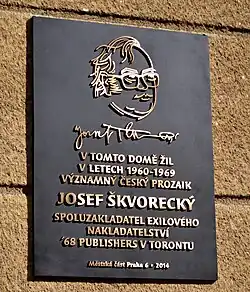 V TOMTO DOMĚ ŽIL
V LETECH 1960-1969
VÝZNAMNÝ ČESKÝ PROZAIK
JOSEF ŠKVORECKÝ
SPOLUZAKLADATEL EXILOVÉHO
NAKLADATELSTVÍ
'68 PUBLISHERS V TORONTU
Městská část Praha 6 • 2014